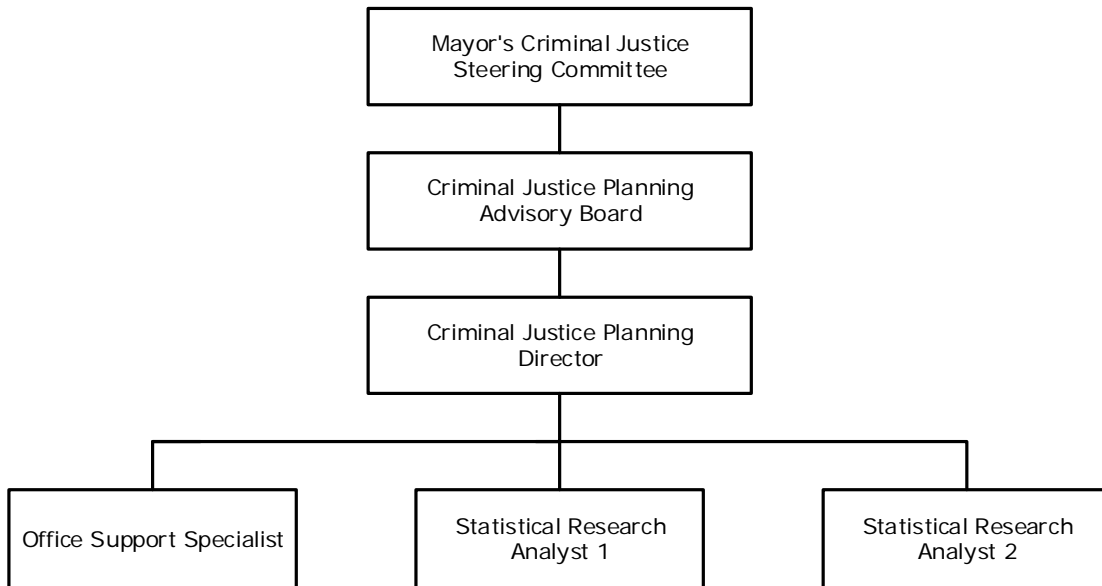 Mayor's Criminal Justice
Steering Committee
Criminal Justice Planning
Advisory Board
Criminal Justice Planning
Director
Office Support Specialist
Statistical Research
Analyst 1
Statistical Research
Analyst 2